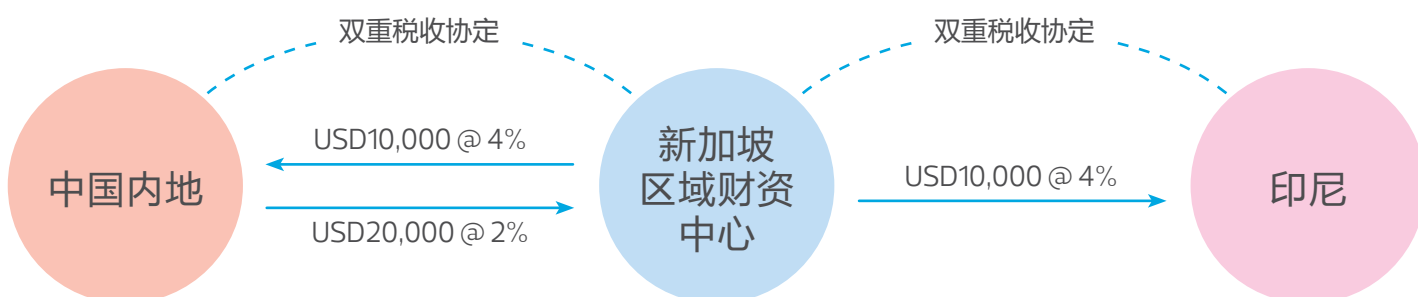 双重税收协定
双重税收协定
中国内地
USD10,000 @ 4%
USD20,000 @ 2%
新加坡
区域财资
中心
USD10,000 @ 4%
印尼